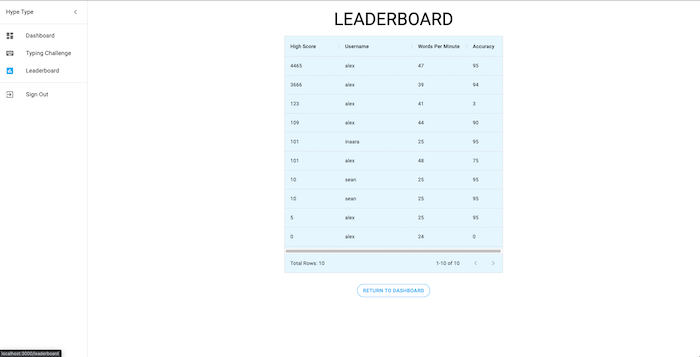 Hype Type
Dashboard
Typing Challenge
Leaderboard
Sign Out
LEADERBOARD
High Score Username Words Per Minute Accuracy
4465 alex 47 95
3666 alex 39 94
123 alex 41 3
109 alex 44 90
101 inaara 25 95
101 alex 48 75
10 sean 25 95
10 sean 25 95
5 alex 25 95
0 alex 24 0
Total Rows: 10 1-10 of 10
RETURN TO DASHBOARD
localhost:3000/leaderboard